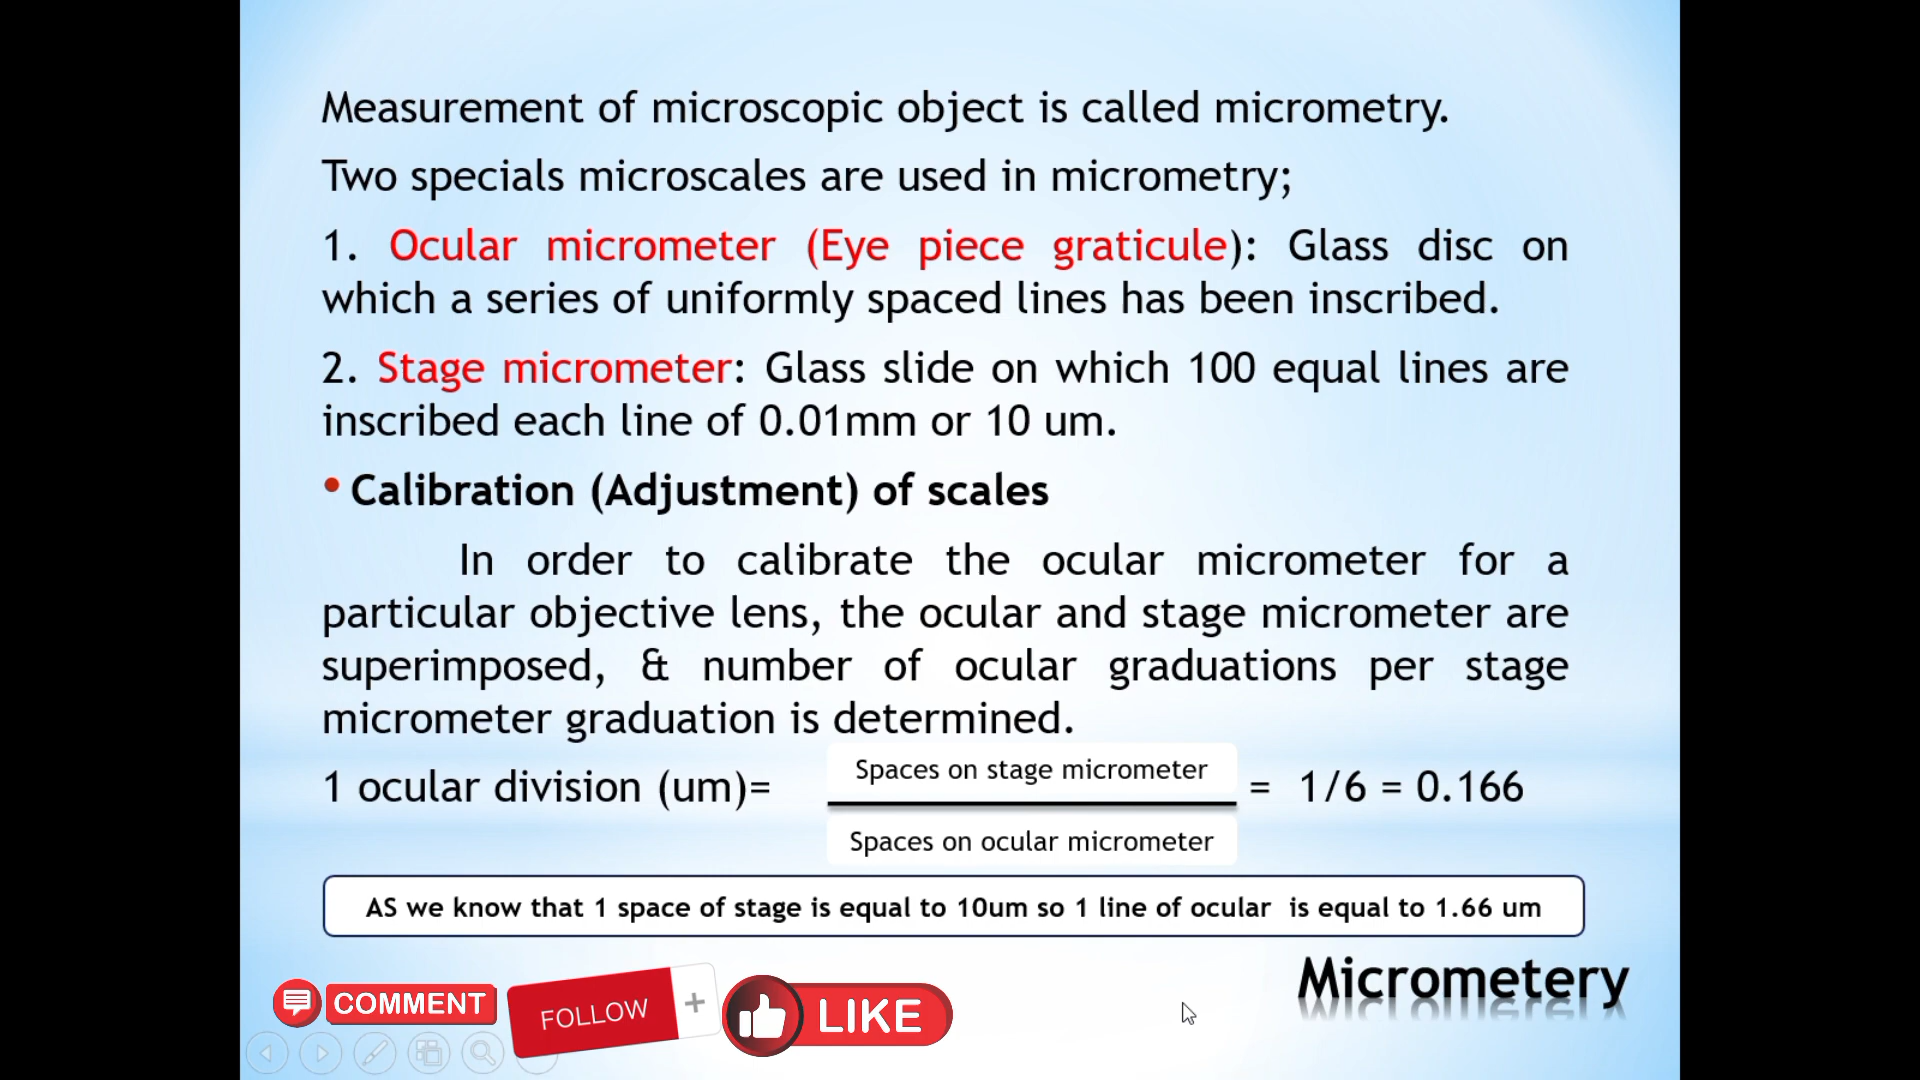 Measurement of microscopic object is called micrometry.
Two specials microscales are used in micrometry;
1. Ocular micrometer (Eye piece graticule): Glass disc on
which a series of uniformly spaced lines has been inscribed.
2. Stage micrometer: Glass slide on which 100 equal lines are
inscribed each line of 0.01mm or 10 um.
• Calibration (Adjustment) of scales
In order to calibrate the ocular micrometer for a
particular objective lens, the ocular and stage micrometer are
superimposed, & number of ocular graduations per stage
micrometer graduation is determined.
Spaces on stage micrometer
1 ocular division (um)= = 1/6 = 0.166
Spaces on ocular micrometer
AS we know that 1 space of stage is equal to 10um so 1 line of ocular is equal to 1.66 um
Micrometery
COMMENT
FOLLOW +
LIKE